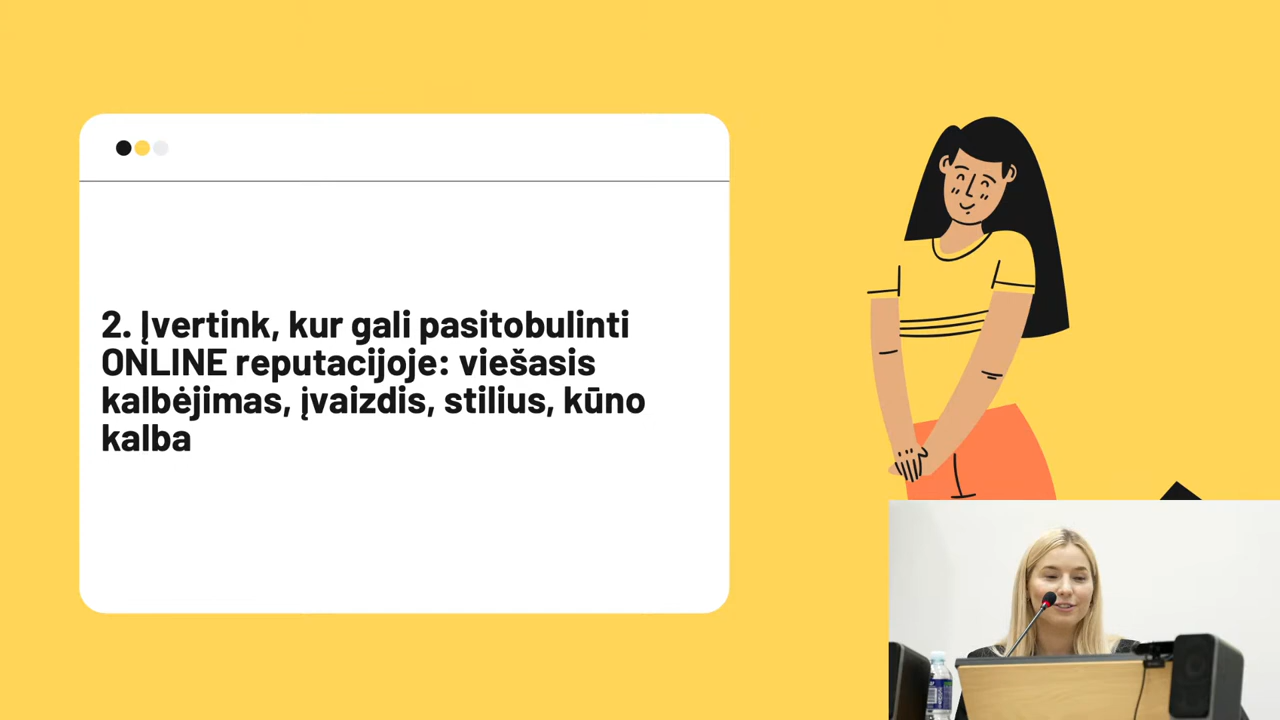 2. Įvertink, kur gali pasitobulinti
ONLINE reputacijoje: viešasis
kalbėjimas, įvaizdis, stilius, kūno
kalba